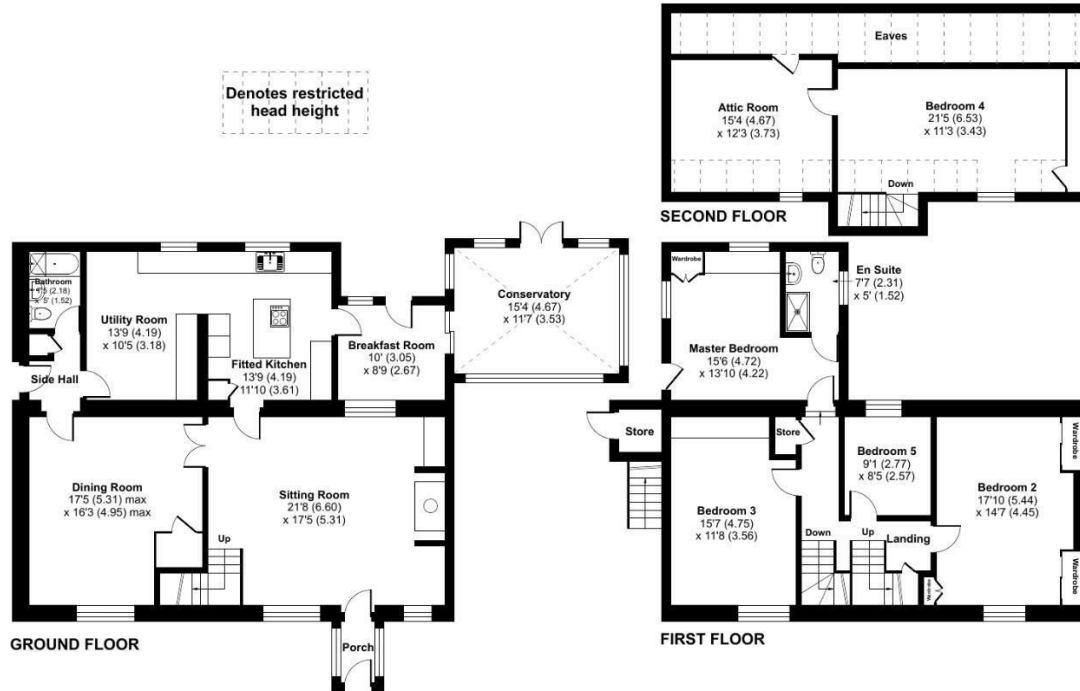 Denotes restricted
head height
Eaves
Attic Room
15'4 (4.67)
x 12'3 (3.73)
Bedroom 4
21'5 (6.53)
x 11'3 (3.43)
Down
SECOND FLOOR
Bathroom
(2.18)
x 5' (1.52)
Utility Room
13'9 (4.19)
x 10'5 (3.18)
Fitted Kitchen
13'9 (4.19)
11'10 (3.61)
Breakfast Room
10' (3.05)
x 8'9 (2.67)
Conservatory
15'4 (4.67)
x 11'7 (3.53)
Side Hall
Dining Room
17'5 (5.31) max
x 16'3 (4.95) max
Sitting Room
21'8 (6.60)
x 17'5 (5.31)
Up
Porch
GROUND FLOOR
Wardrobe
En Suite
7'7 (2.31)
x 5' (1.52)
Master Bedroom
15'6 (4.72)
x 13'10 (4.22)
Store
Store
Bedroom 5
9'1 (2.77)
x 8'5 (2.57)
Bedroom 2
17'10 (5.44)
x 14'7 (4.45)
Wardrobe
Bedroom 3
15'7 (4.75)
x 11'8 (3.56)
Down
Up
Landing
Wardrobe
Wardrobe
FIRST FLOOR